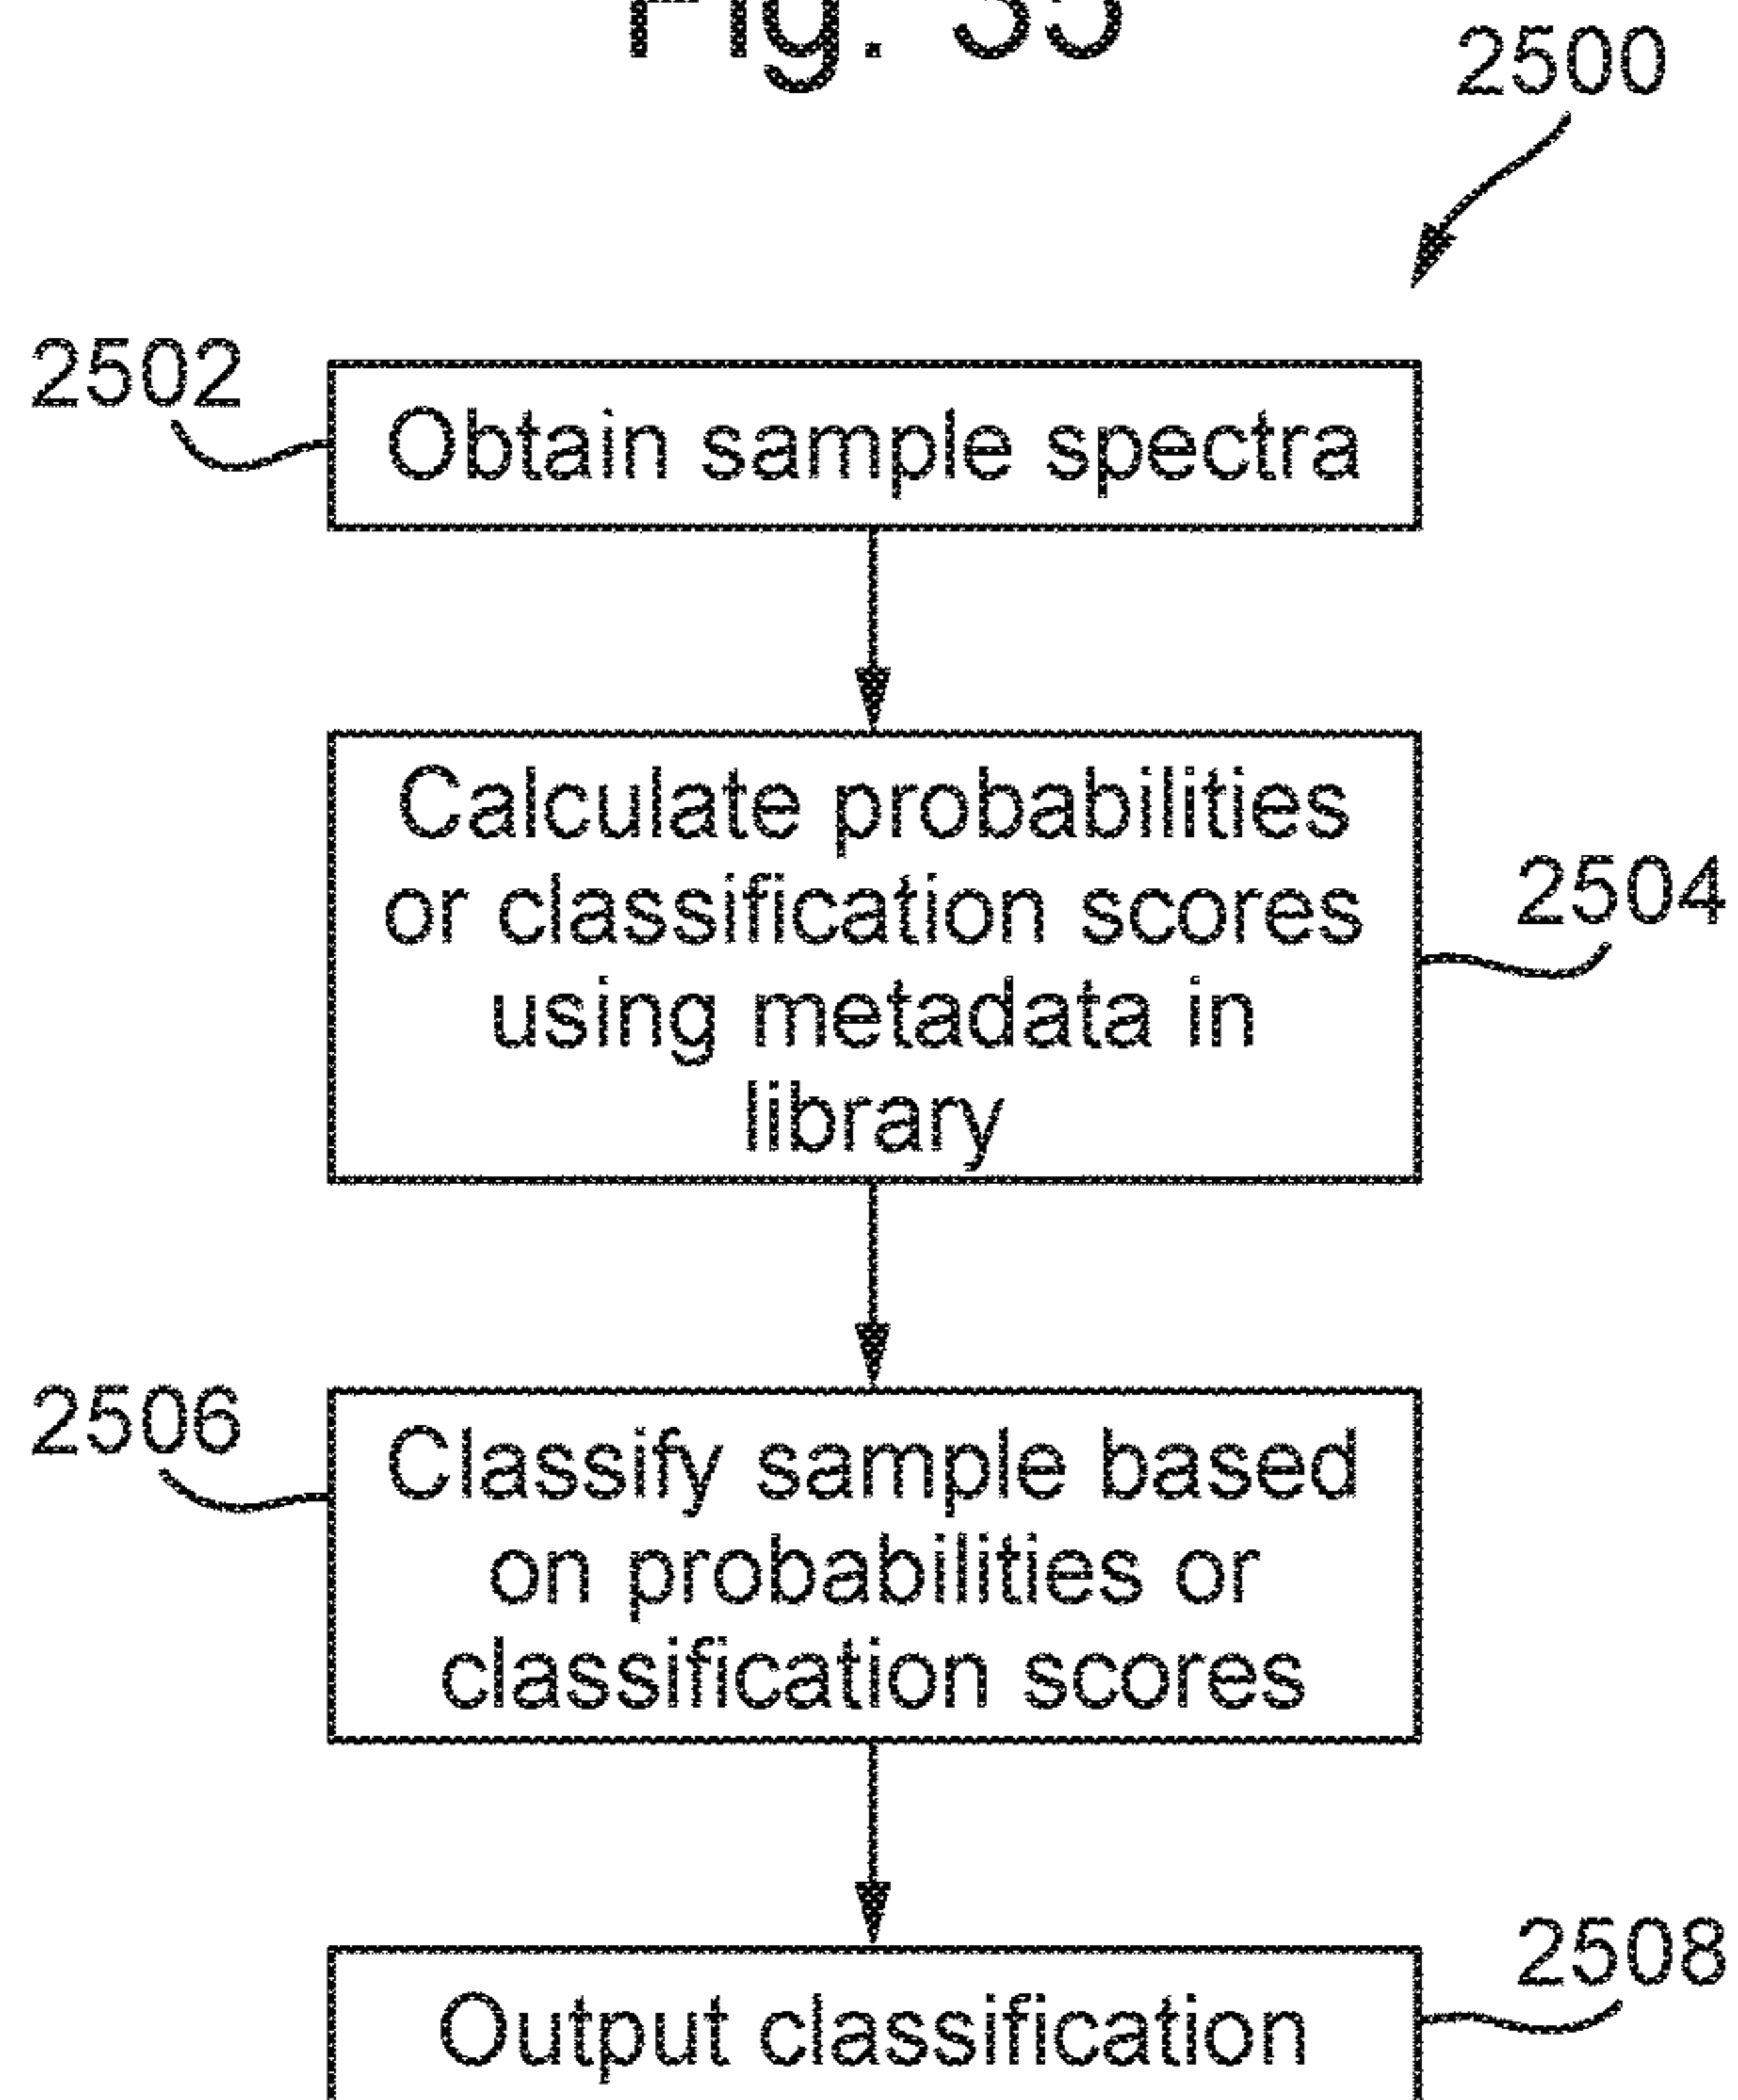 Fig. 35
2500
2502
Obtain sample spectra
Calculate probabilities
or classification scores
using metadata in
library
2504
2506
Classify sample based
on probabilities or
classification scores
2508
Output classification